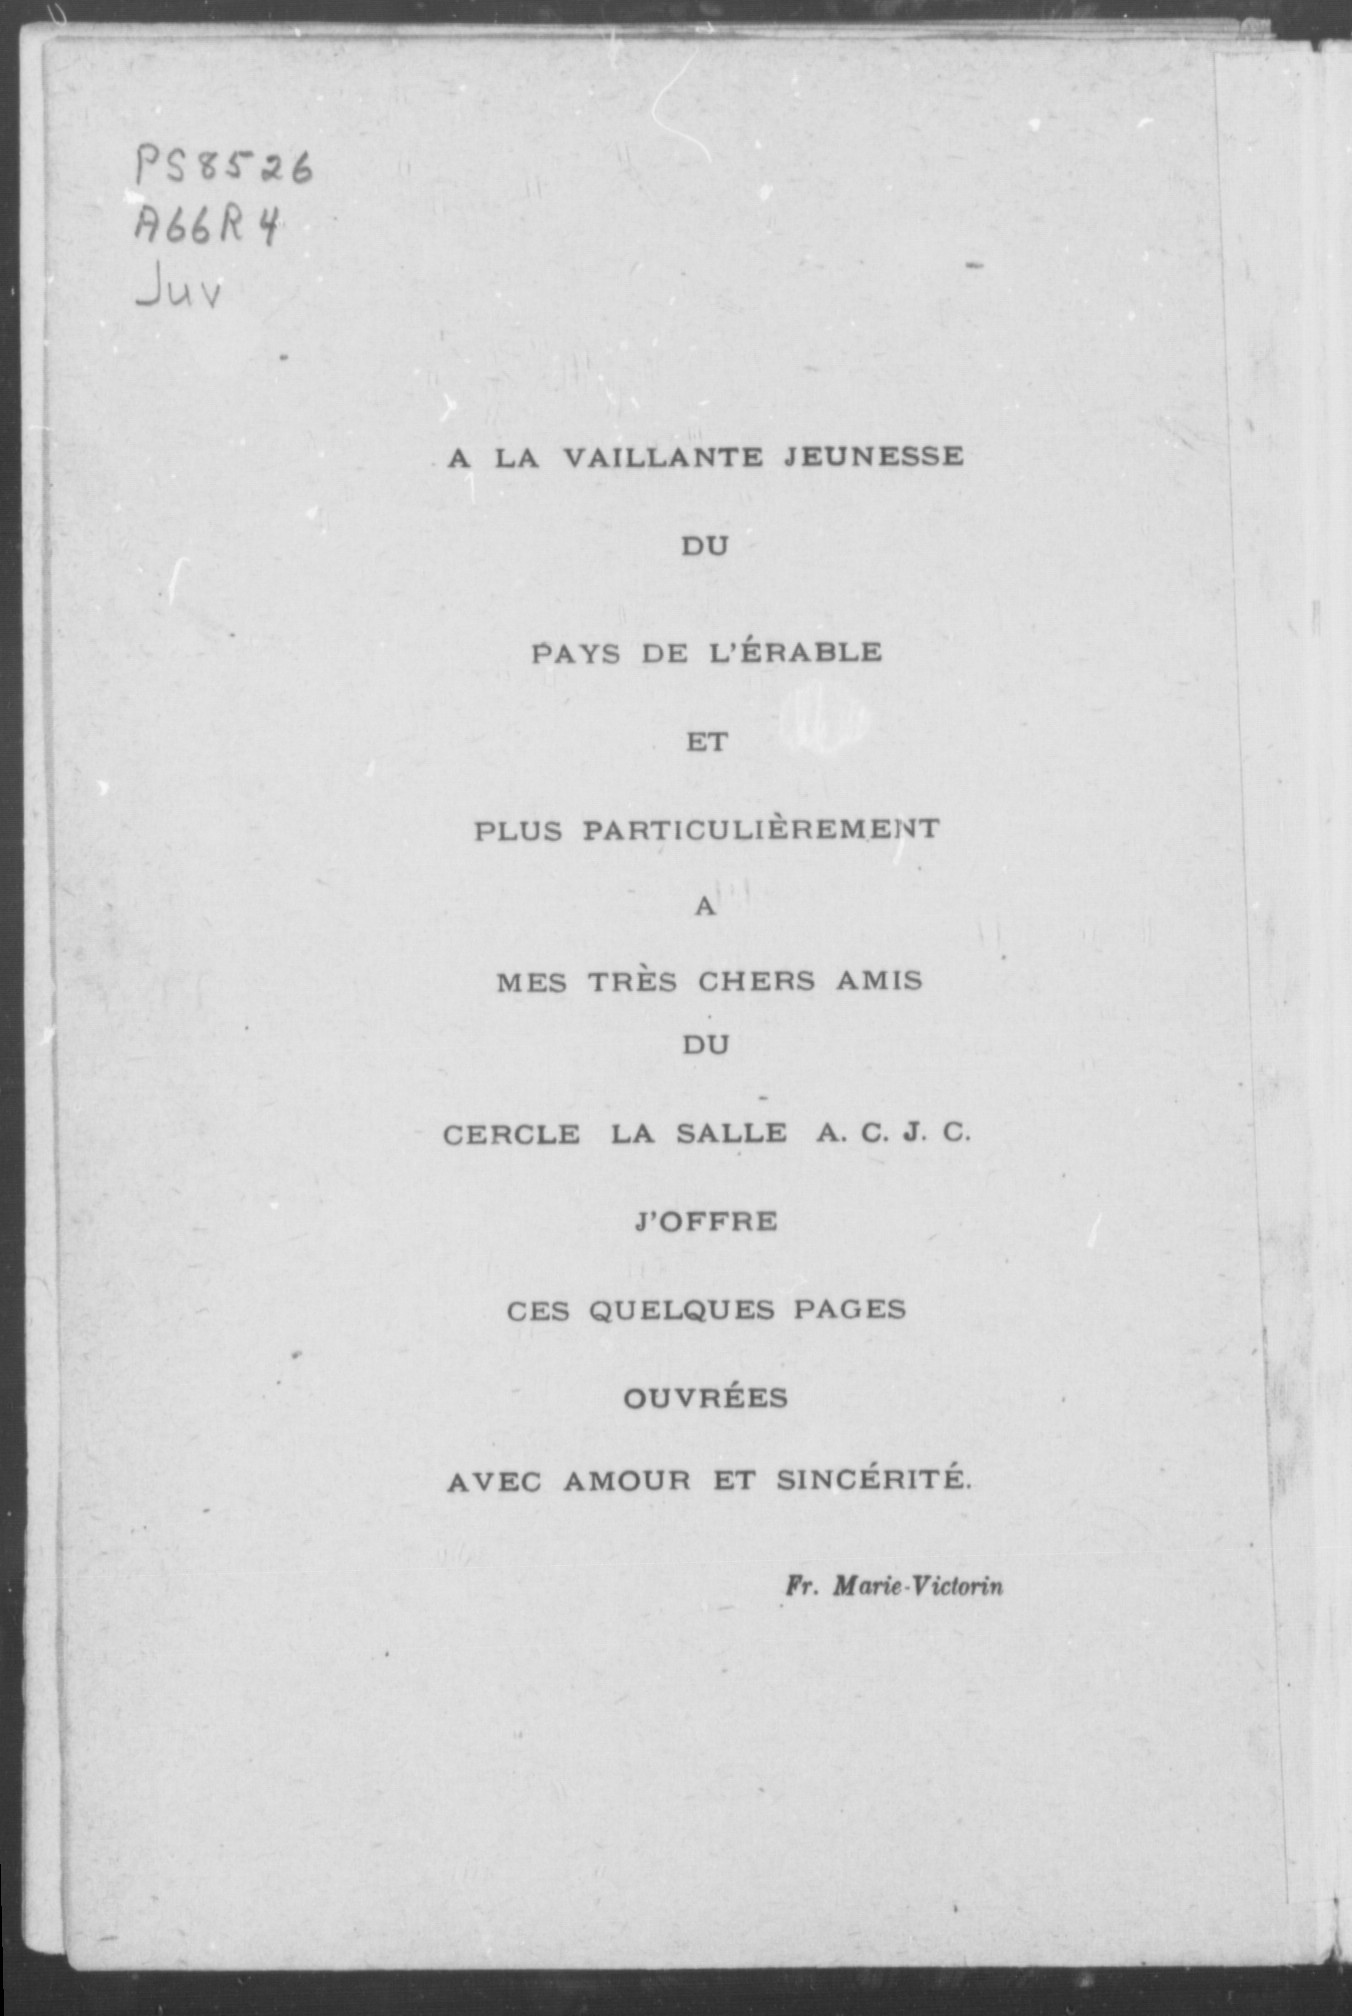 PS8526
A66R4
Juv
A LA VAILLANTE JEUNESSE
DU
PAYS DE L'ÉRABLE
ET
PLUS PARTICULIÈREMENT
A
MES TRÈS CHERS AMIS
DU
CERCLE LA SALLE A. C. J. C.
J'OFFRE
CES QUELQUES PAGES
OUVRÉES
AVEC AMOUR ET SINCÉRITÉ.
Fr. Marie-Victorin